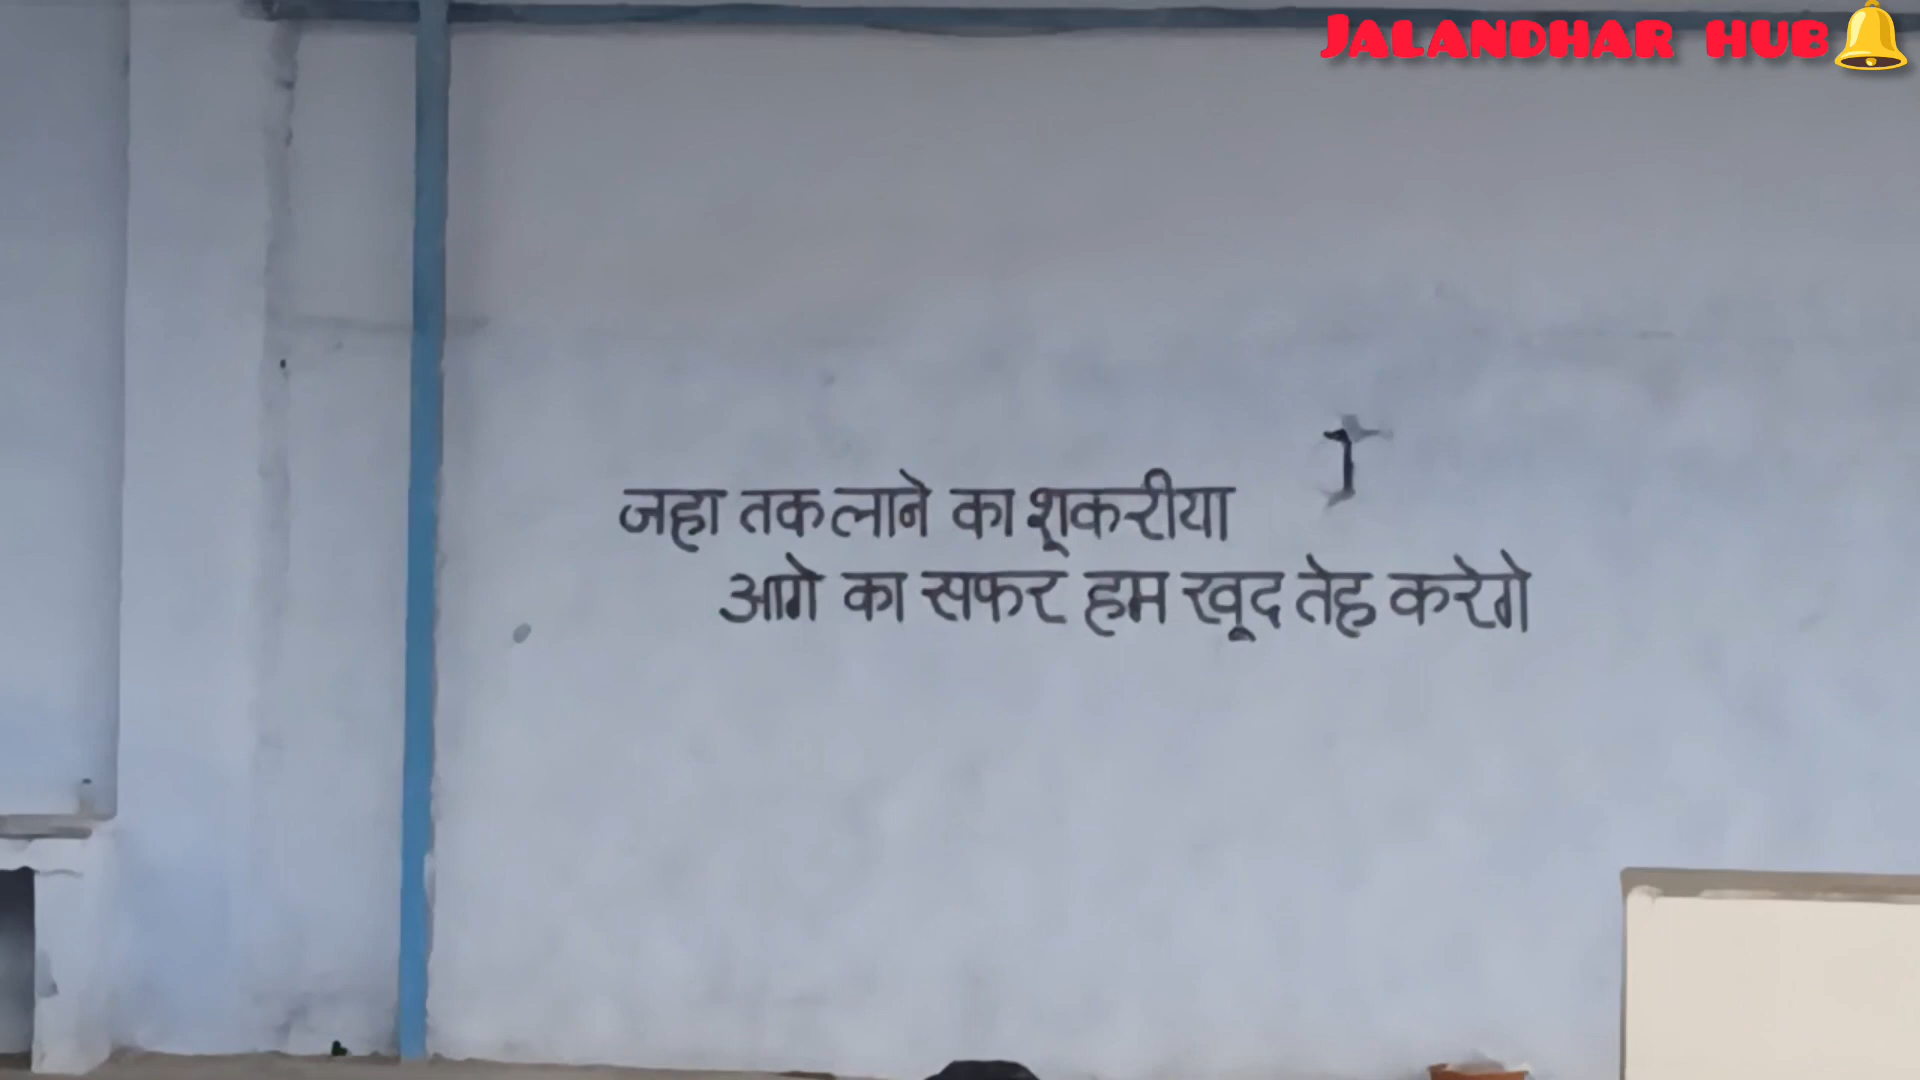 JALANDHAR HUB
जहा तक लाने का शूकरीया
आगे का सफर हम खूद तेह करेगे